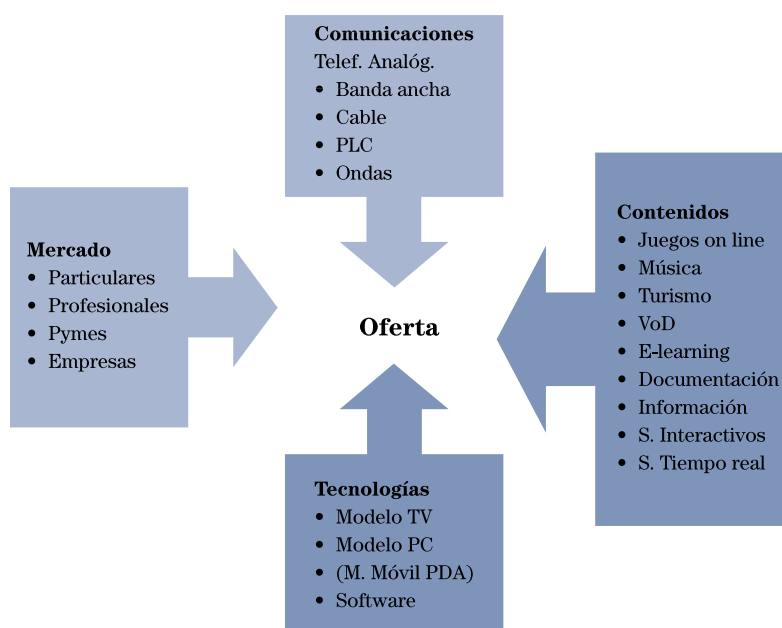 Comunicaciones
Telef. Analóg.
• Banda ancha
• Cable
• PLC
• Ondas
Mercado
• Particulares
• Profesionales
• Pymes
• Empresas
Oferta
Contenidos
• Juegos on line
• Música
• Turismo
• VoD
• E-learning
• Documentación
• Información
• S. Interactivos
• S. Tiempo real
Tecnologías
• Modelo TV
• Modelo PC
• (M. Móvil PDA)
• Software